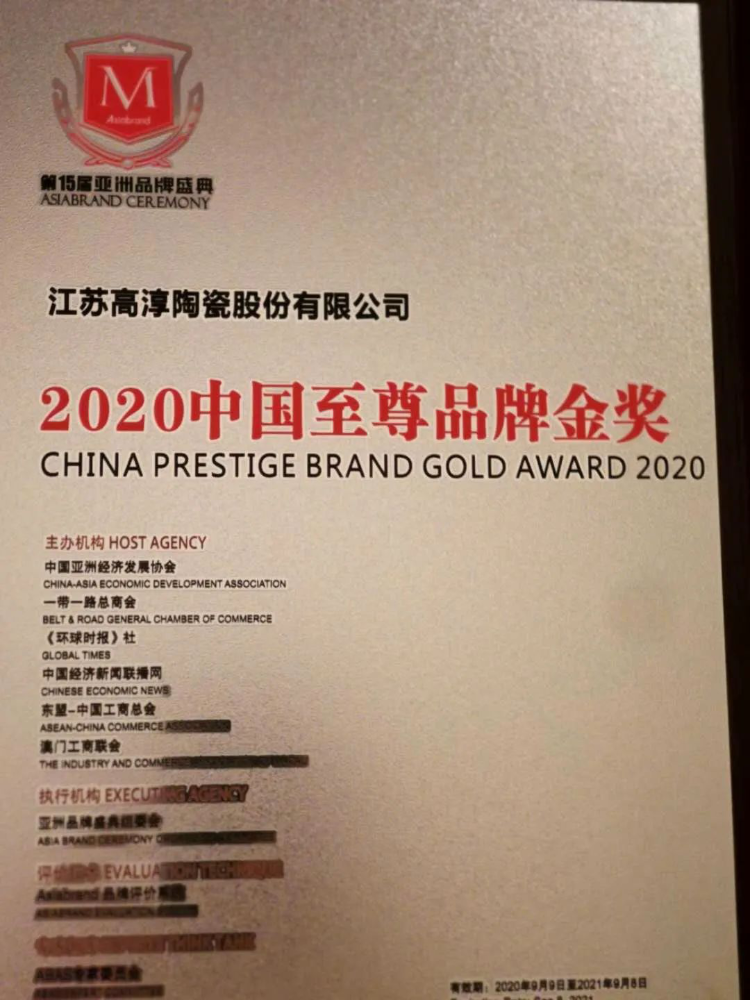 M
Asiabrand
第15届亚洲品牌盛典
ASIABRAND CEREMONY
江苏高淳陶瓷股份有限公司
2020中国至尊品牌金奖
CHINA PRESTIGE BRAND GOLD AWARD 2020
主办机构 HOST AGENCY
中国亚洲经济发展协会
CHINA-ASIA ECONOMIC DEVELOPMENT ASSOCIATION
一带一路总商会
BELT & ROAD GENERAL CHAMBER OF COMMERCE
《环球时报》社
GLOBAL TIMES
中国经济新闻联播网
CHINESE ECONOMIC NEWS
东盟-中国工商总会
ASEAN-CHINA COMMERCE
澳门工商联会
THE INDUSTRY AND
执行机构 EXECUTING AGENCY
亚洲品牌盛典组委会
ASIA BRAND CEREMONY
EVALUATION TECHNIQUE
Asiabrand 品牌评价
ABAS专家委员会
有效期：2020年9月9日至2021年9月8日